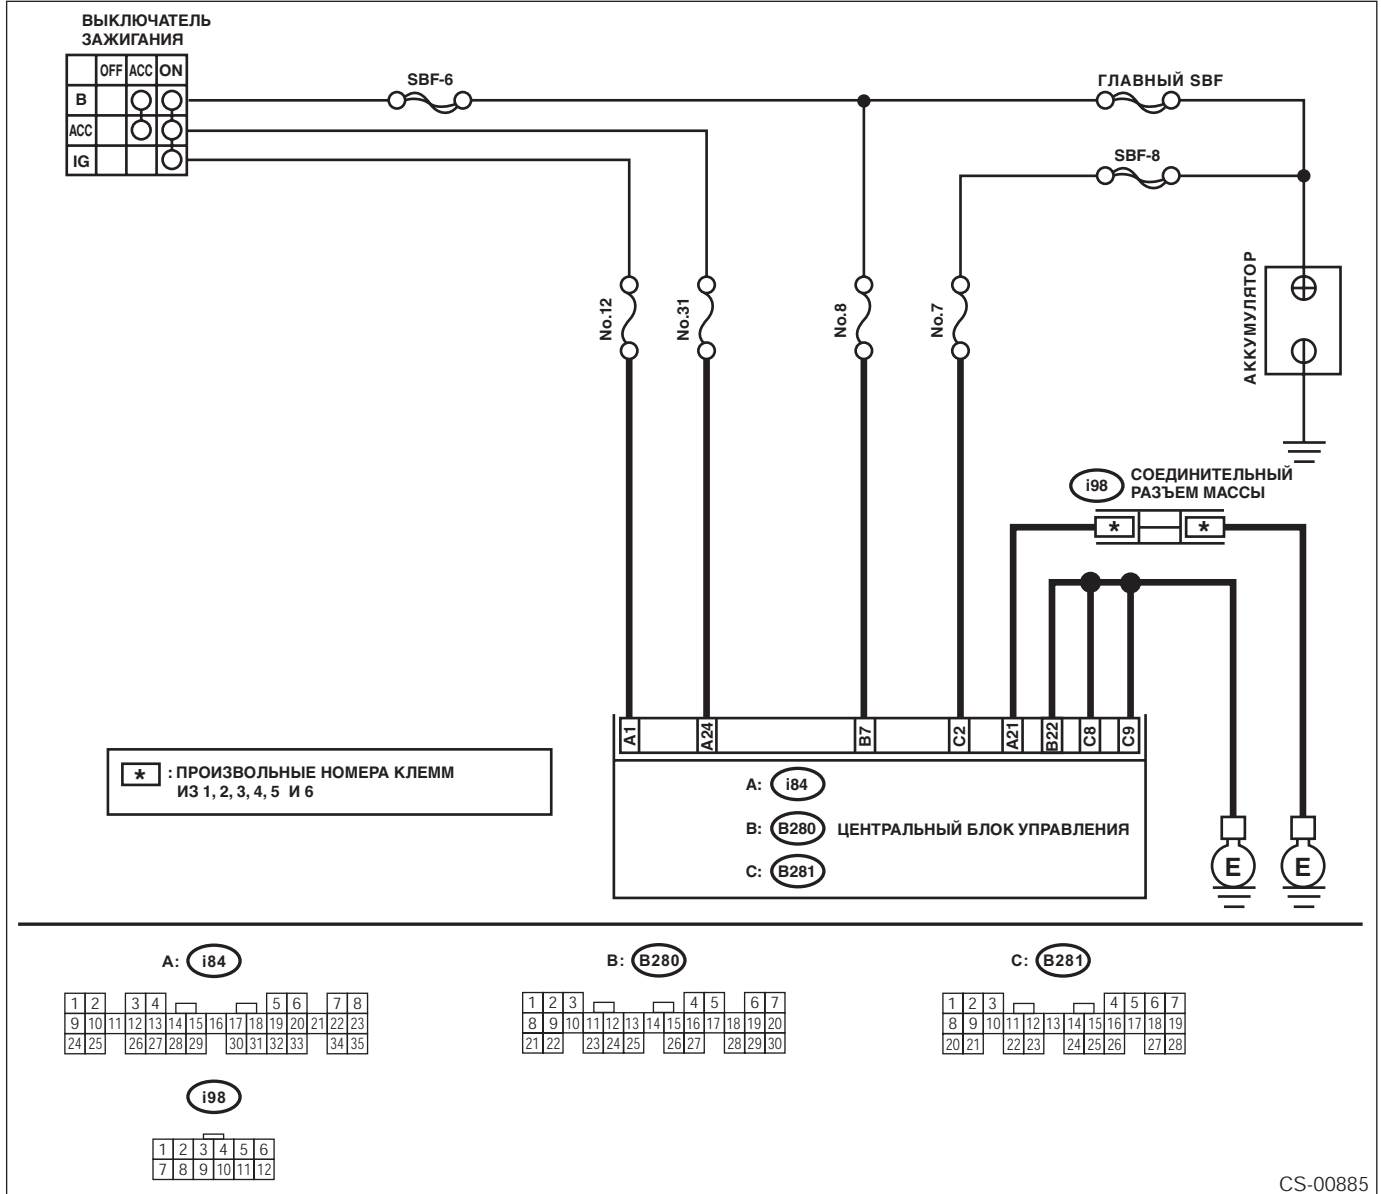 ВЫКЛЮЧАТЕЛЬ
ЗАЖИГАНИЯ
OFF ACC ON
B
ACC
IG
SBF-6
ГЛАВНЫЙ SBF
SBF-8
No.12
No.31
No.8
No.7
АККУМУЛЯТОР
i98
СОЕДИНИТЕЛЬНЫЙ
РАЗЪЕМ МАССЫ
* *
A1 A24 B7 C2 A21 B22 C8 C9
* : ПРОИЗВОЛЬНЫЕ НОМЕРА КЛЕММ
ИЗ 1, 2, 3, 4, 5 И 6
A: i84
B: B280 ЦЕНТРАЛЬНЫЙ БЛОК УПРАВЛЕНИЯ
C: B281
E E
A: i84
1 2 3 4 5 6 7 8
9 10 11 12 13 14 15 16 17 18 19 20 21 22 23
24 25 26 27 28 29 30 31 32 33 34 35
B: B280
1 2 3 4 5 6 7
8 9 10 11 12 13 14 15 16 17 18 19 20
21 22 23 24 25 26 27 28 29 30
C: B281
1 2 3 4 5 6 7
8 9 10 11 12 13 14 15 16 17 18 19
20 21 22 23 24 25 26 27 28
i98
1 2 3 4 5 6
7 8 9 10 11 12
CS-00885